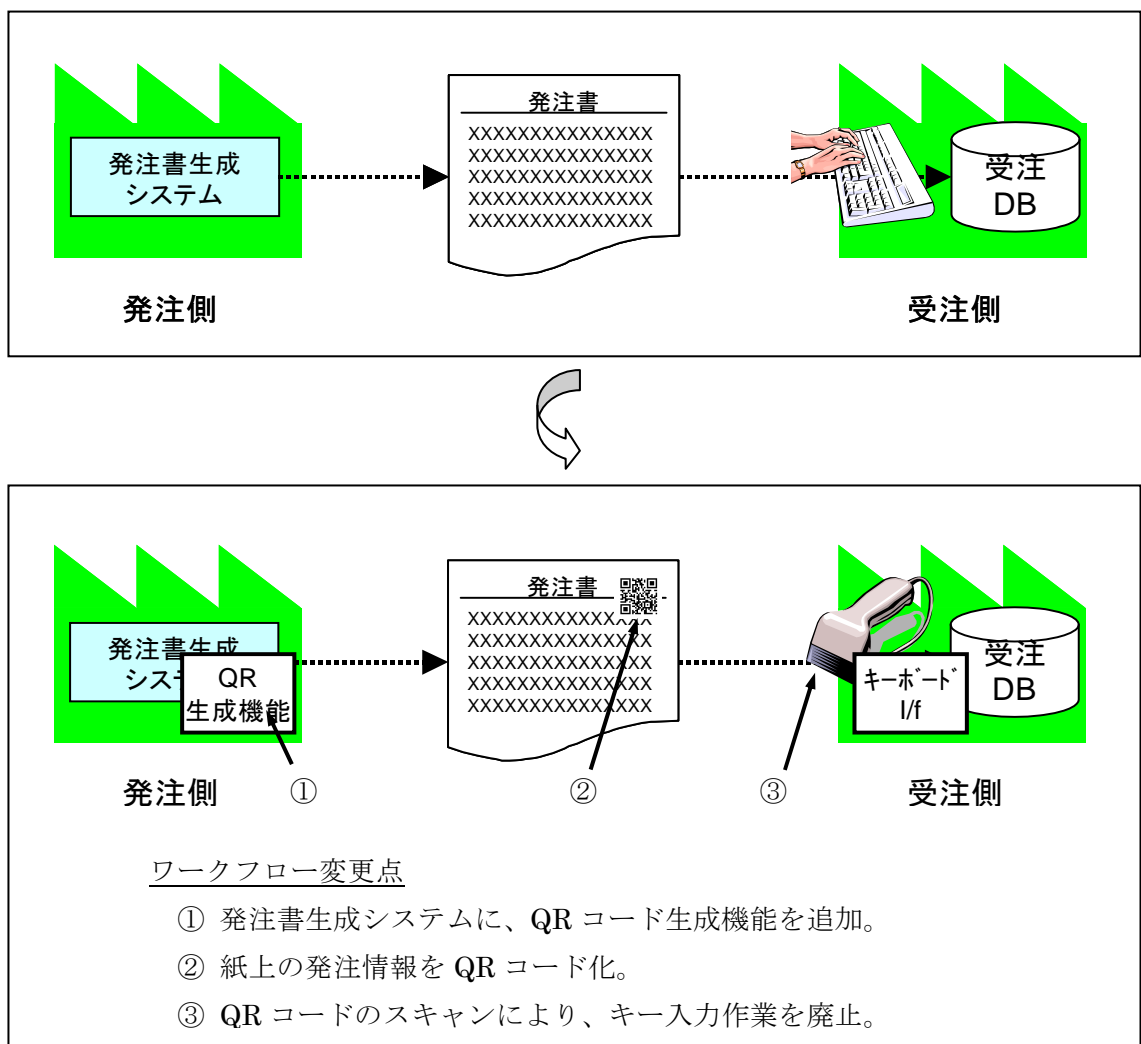 発注書
XXXXXXXXXXXXXXX
XXXXXXXXXXXXXXX
XXXXXXXXXXXXXXX
XXXXXXXXXXXXXXX
XXXXXXXXXXXXXXX
発注書生成
システム
受注
DB
発注側
受注側
発注書
XXXXXXXXXXXXXXX
XXXXXXXXXXXXXXX
XXXXXXXXXXXXXXX
XXXXXXXXXXXXXXX
XXXXXXXXXXXXXXX
発注書生成
シス
QR
生成機能
ｷｰﾎﾞｰﾄﾞ
I/f
受注
DB
発注側
①
②
③
受注側
ワークフロー変更点
① 発注書生成システムに、QR コード生成機能を追加。
② 紙上の発注情報を QR コード化。
③ QR コードのスキャンにより、キー入力作業を廃止。